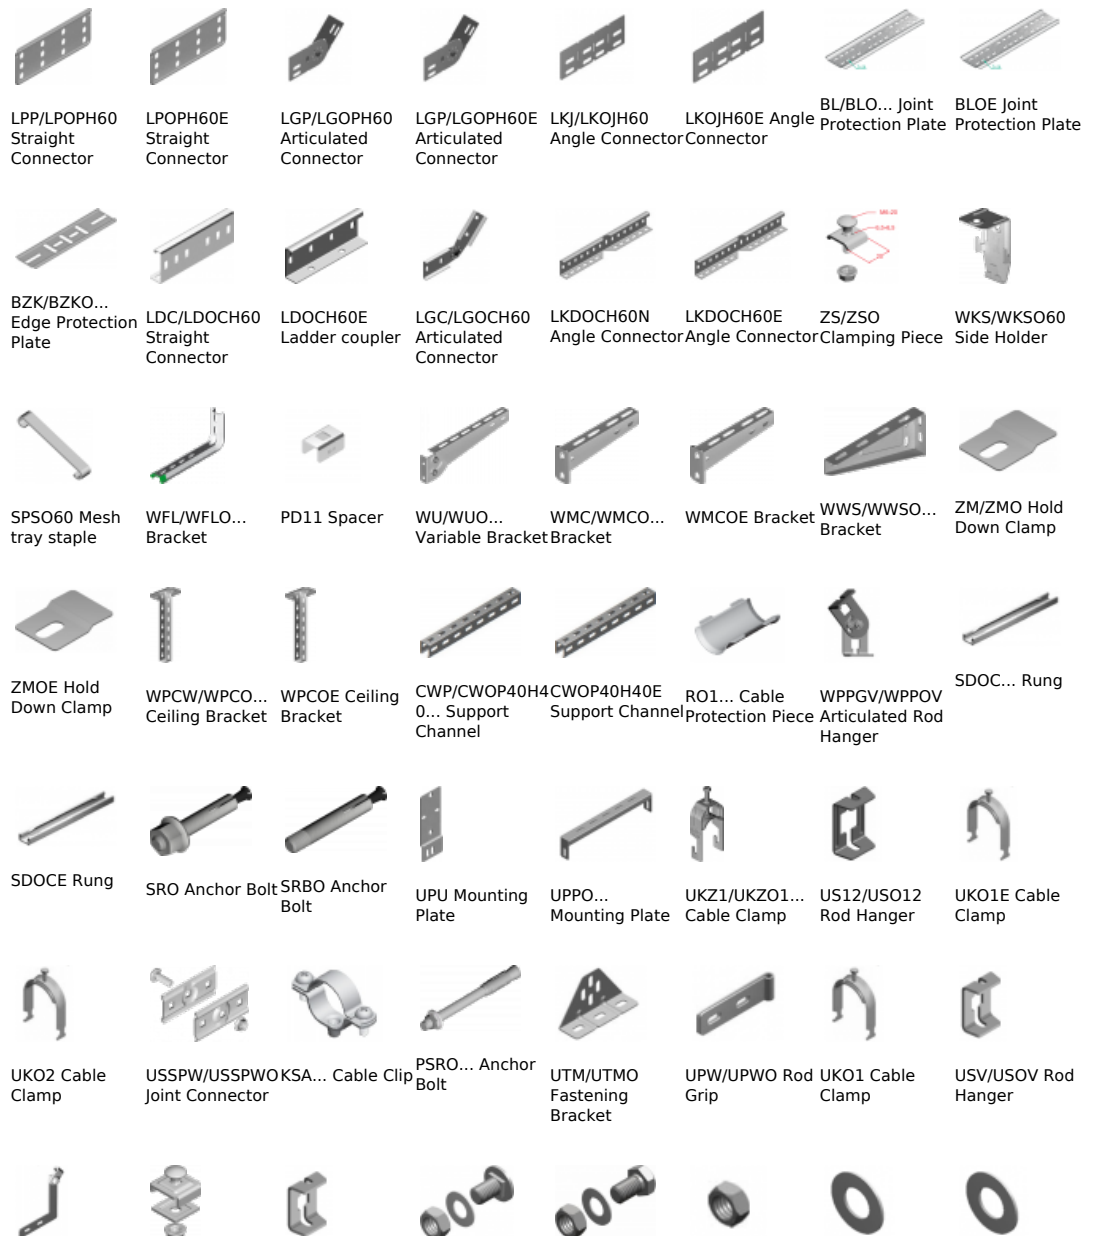 LPP/LPOPH60
Straight
Connector
LPOPH60E
Straight
Connector
LGP/LGOPH60
Articulated
Connector
LGP/LGOPH60E
Articulated
Connector
LKJ/LKOJH60
Angle Connector
LKOJH60E Angle
Connector
BL/BLO... Joint
Protection Plate
BLOE Joint
Protection Plate
BZK/BZKO...
Edge Protection
Plate
LDC/LDOCH60
Straight
Connector
LDOCH60E
Ladder coupler
LGC/LGOCH60
Articulated
Connector
LKDOCH60N
Angle Connector
LKDOCH60E
Angle Connector
ZS/ZSO
Clamping Piece
WKS/WKSO60
Side Holder
SPSO60 Mesh
tray staple
WFL/WFLO...
Bracket
PD11 Spacer
WU/WUO...
Variable Bracket
WMC/WMCO...
Bracket
WMCOE Bracket
WWS/WWSO...
Bracket
ZM/ZMO Hold
Down Clamp
ZMOE Hold
Down Clamp
WPCW/WPCO...
Ceiling Bracket
WPCOE Ceiling
Bracket
CWP/CWOP40H4
0... Support
Channel
CWOP40H40E
Support Channel
RO1... Cable
Protection Piece
WPPGV/WPPOV
Articulated Rod
Hanger
SDOC... Rung
SDOCE Rung
SRO Anchor Bolt
SRBO Anchor
Bolt
UPU Mounting
Plate
UPPO...
Mounting Plate
UKZ1/UKZO1...
Cable Clamp
US12/USO12
Rod Hanger
UKO1E Cable
Clamp
UKO2 Cable
Clamp
USSPW/USSPWO
Joint Connector
KSA... Cable Clip
PSRO... Anchor
Bolt
UTM/UTMO
Fastening
Bracket
UPW/UPWO Rod
Grip
UKO1 Cable
Clamp
USV/USOV Rod
Hanger